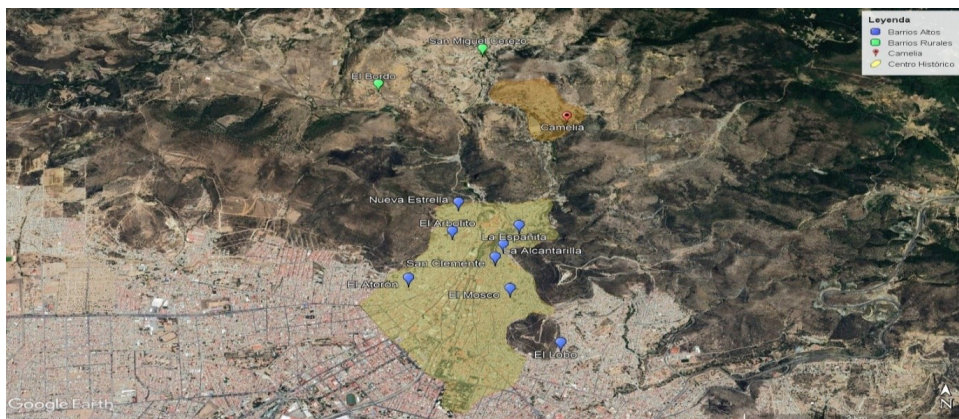 Leyenda
Barrios Altos
Barrios Rurales
Camelia
Centro Histórico
San Miguel Cerezo
El Bordo
Camelia
Nueva Estrella
El Arbolito
La Españita
La Alcantarilla
San Clemente
El Atorón
El Mosco
El Lobo
Google Earth
N